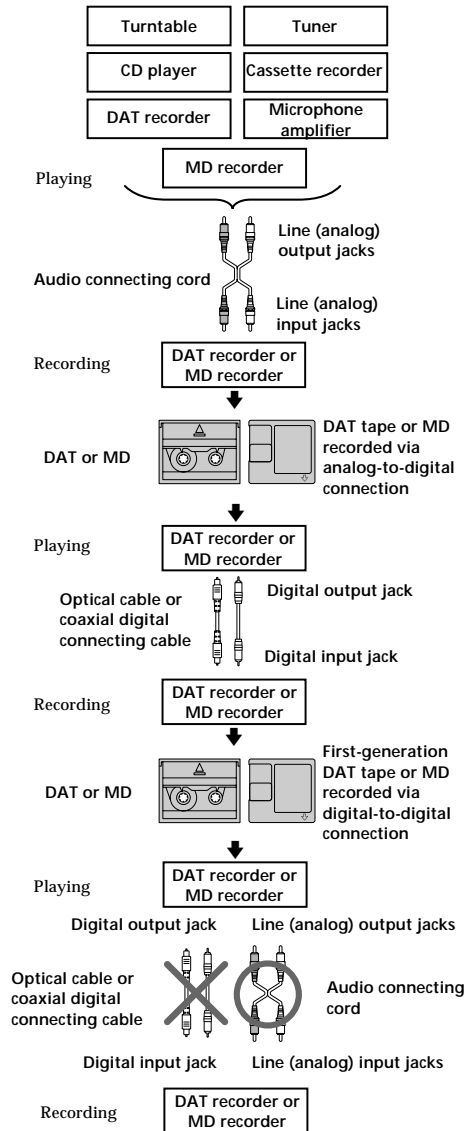 Turntable
Tuner
CD player
Cassette recorder
DAT recorder
Microphone
amplifier
MD recorder
Playing
Line (analog)
output jacks
Audio connecting cord
Line (analog)
input jacks
Recording
DAT recorder or
MD recorder
DAT or MD
DAT tape or MD
recorded via
analog-to-digital
connection
Playing
DAT recorder or
MD recorder
Optical cable or
coaxial digital
connecting cable
Digital output jack
Digital input jack
Recording
DAT recorder or
MD recorder
DAT or MD
First-generation
DAT tape or MD
recorded via
digital-to-digital
connection
Playing
DAT recorder or
MD recorder
Digital output jack
Line (analog) output jacks
Optical cable or
coaxial digital
connecting cable
Audio connecting
cord
Digital input jack
Line (analog) input jacks
Recording
DAT recorder or
MD recorder